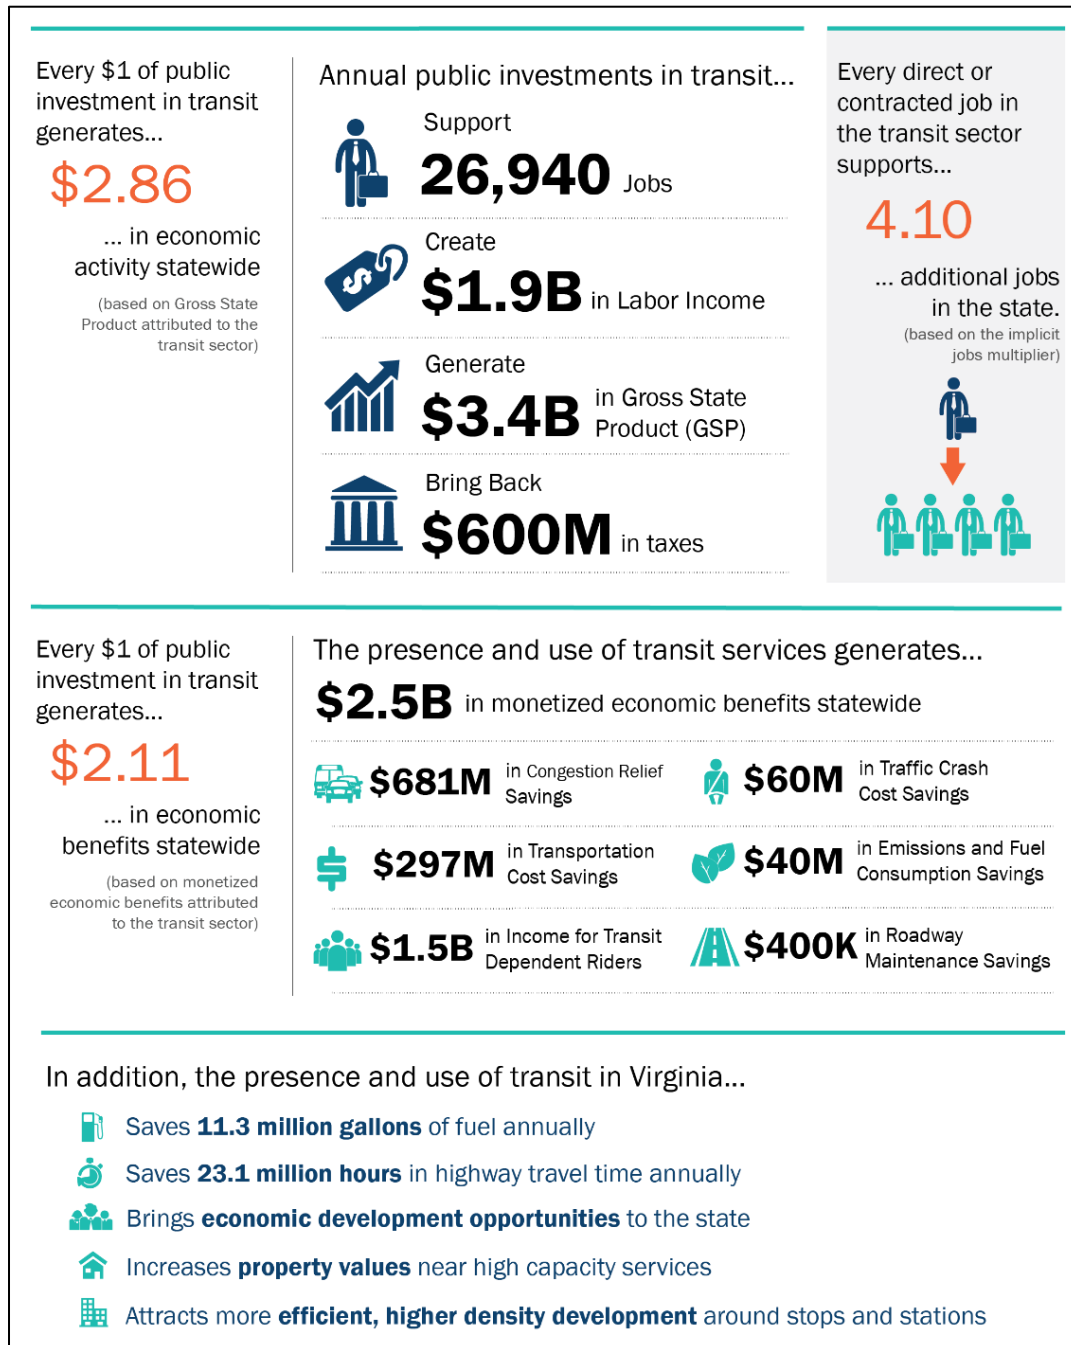 Every $1 of public
investment in transit
generates...
$2.86
... in economic
activity statewide
(based on Gross State
Product attributed to the
transit sector)
Annual public investments in transit...
Support
26,940 Jobs
Create
$1.9B in Labor Income
Generate
$3.4B in Gross State
Product (GSP)
Bring Back
$600M in taxes
Every direct or
contracted job in
the transit sector
supports...
4.10
... additional jobs
in the state.
(based on the implicit
jobs multiplier)
Every $1 of public
investment in transit
generates...
$2.11
... in economic
benefits statewide
(based on monetized
economic benefits attributed
to the transit sector)
The presence and use of transit services generates...
$2.5B in monetized economic benefits statewide
$681M in Congestion Relief
Savings
$60M in Traffic Crash
Cost Savings
$297M in Transportation
Cost Savings
$40M in Emissions and Fuel
Consumption Savings
$1.5B in Income for Transit
Dependent Riders
$400K in Roadway
Maintenance Savings
In addition, the presence and use of transit in Virginia...
Saves 11.3 million gallons of fuel annually
Saves 23.1 million hours in highway travel time annually
Brings economic development opportunities to the state
Increases property values near high capacity services
Attracts more efficient, higher density development around stops and stations